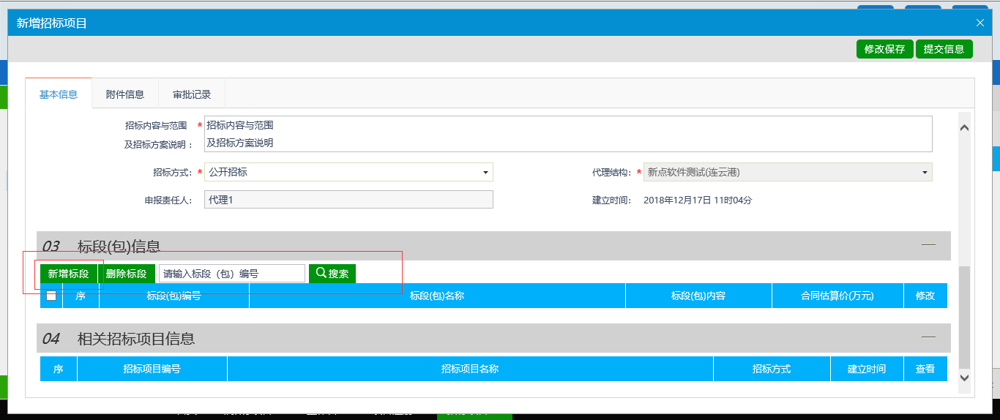 新增招标项目
修改保存 提交信息
基本信息 附件信息 审批记录
招标内容与范围 * 招标内容与范围
及招标方案说明： 及招标方案说明
招标方式: * 公开招标 代理结构: * 新点软件测试(连云港)
申报责任人: 代理1 建立时间: 2018年12月17日 11时04分
03 标段(包)信息
新增标段 删除标段 请输入标段（包）编号 搜索
序 标段(包)编号 标段(包)名称 标段(包)内容 合同估算价(万元) 修改
04 相关招标项目信息
序 招标项目编号 招标项目名称 招标方式 建立时间 查看